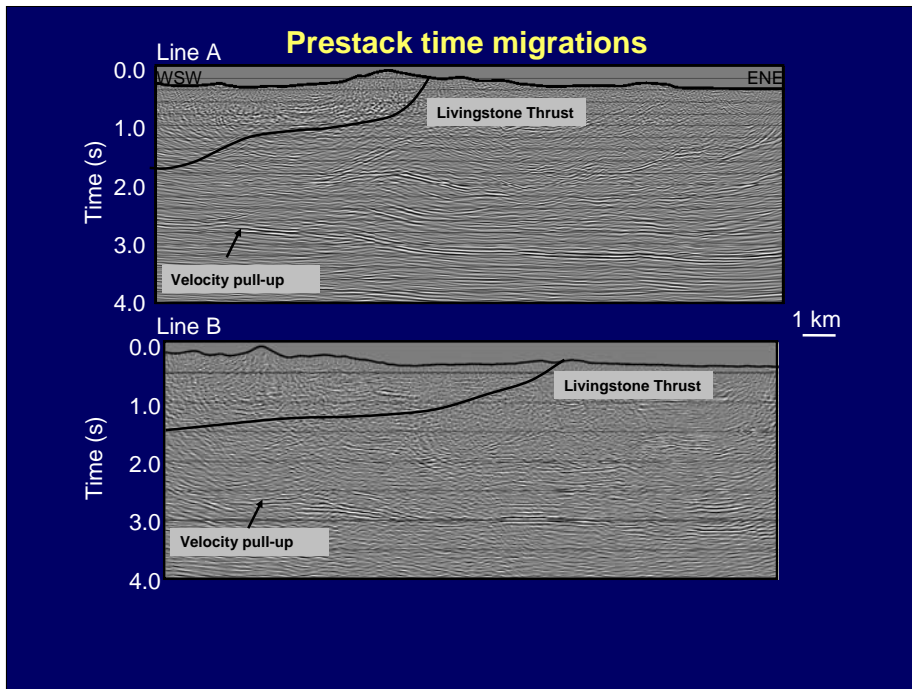 Prestack time migrations
Line A
WSW
ENE
0.0
1.0
2.0
3.0
4.0
Time (s)
Livingstone Thrust
Velocity pull-up
1 km
Line B
0.0
1.0
2.0
3.0
4.0
Time (s)
Livingstone Thrust
Velocity pull-up